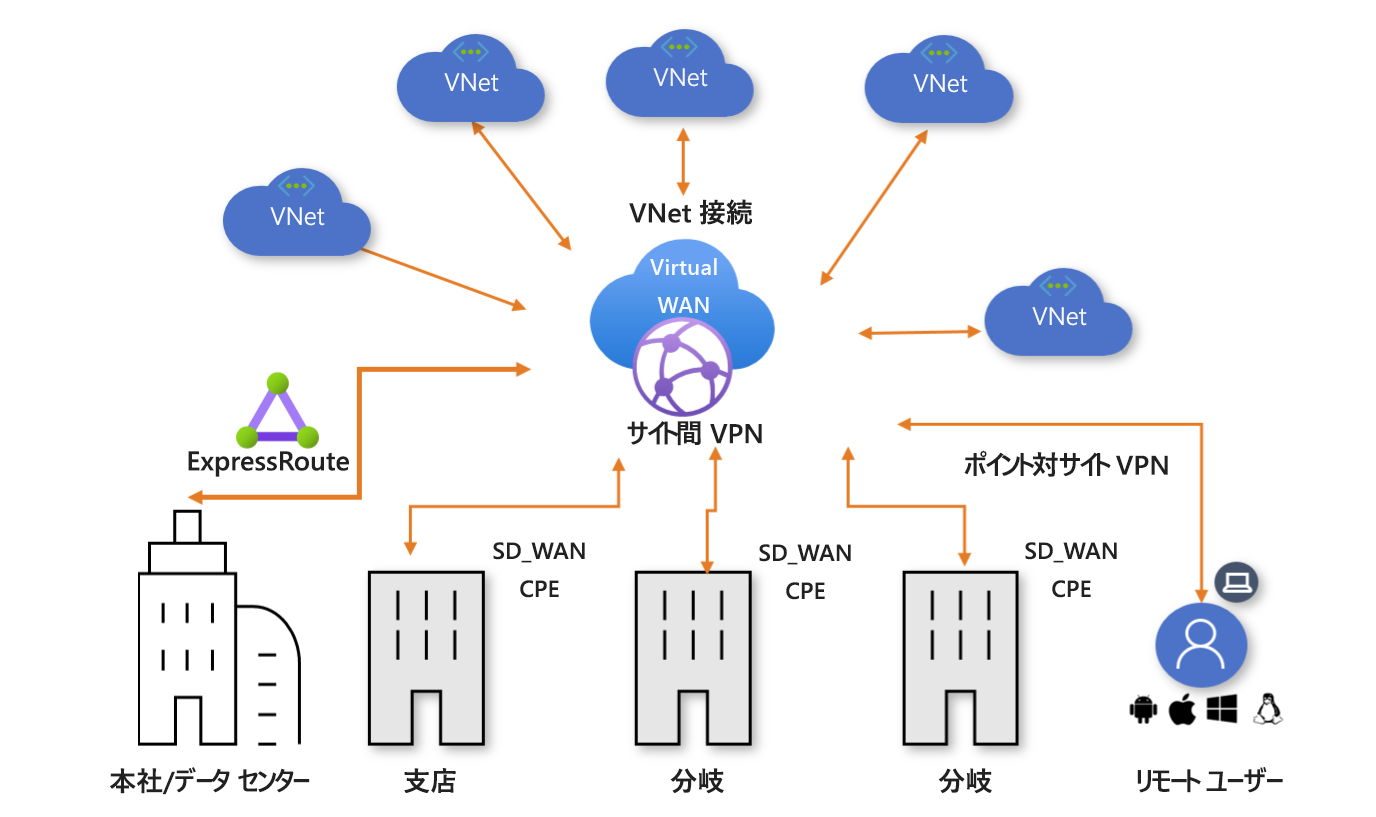 VNet
VNet
VNet
VNet
VNet 接続
Virtual
WAN
VNet
サイト間 VPN
ExpressRoute
ポイント対サイト VPN
SD_WAN
CPE
SD_WAN
CPE
SD_WAN
CPE
本社/データ センター
支店
分岐
分岐
リモート ユーザー